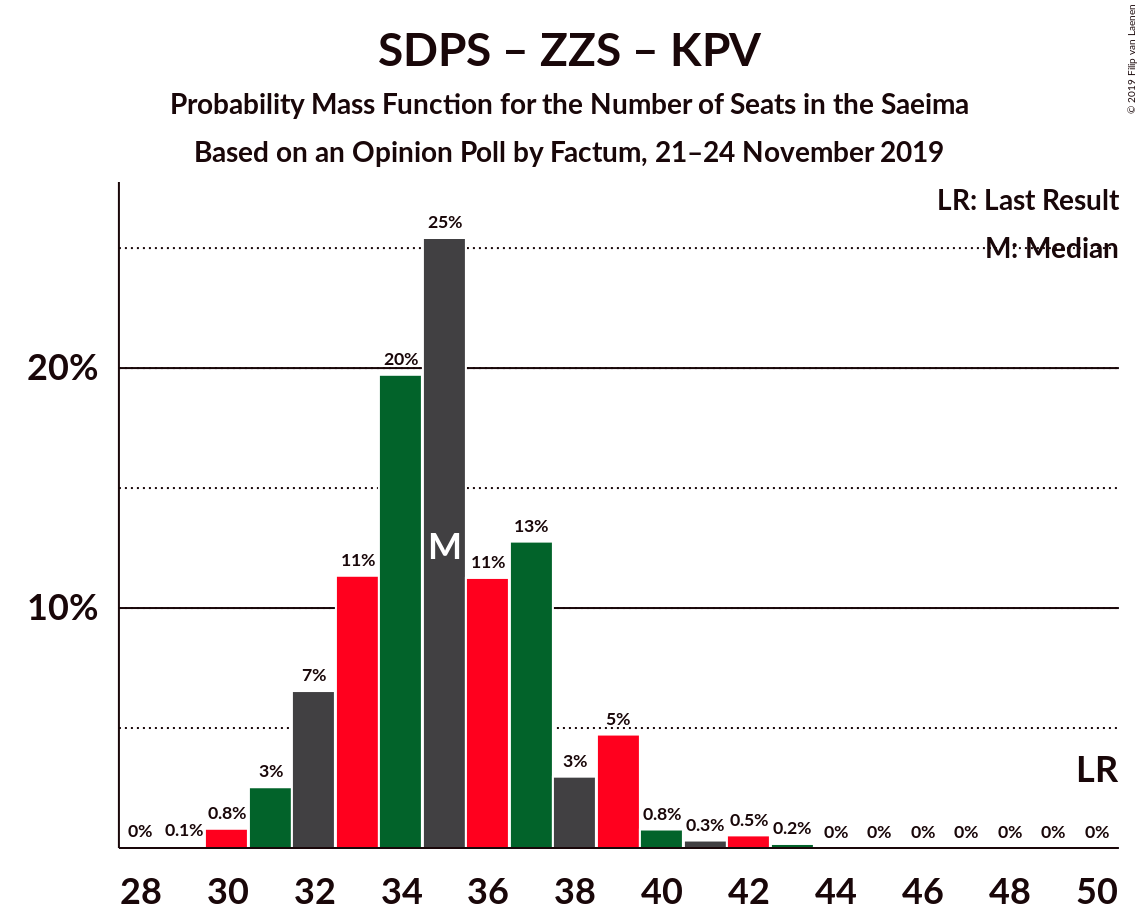 SDPS – ZZS – KPV
Probability Mass Function for the Number of Seats in the Saeima
Based on an Opinion Poll by Factum, 21–24 November 2019
© 2019 Filip van Laenen
LR: Last Result
M: Median
25%
20%
20%
13%
11%
M
11%
10%
7%
5%
3%
3%
LR
0%
0.1%
0.8%
0.8%
0.3%
0.5%
0.2%
0%
0%
0%
0%
0%
0%
0%
28 30 32 34 36 38 40 42 44 46 48 50